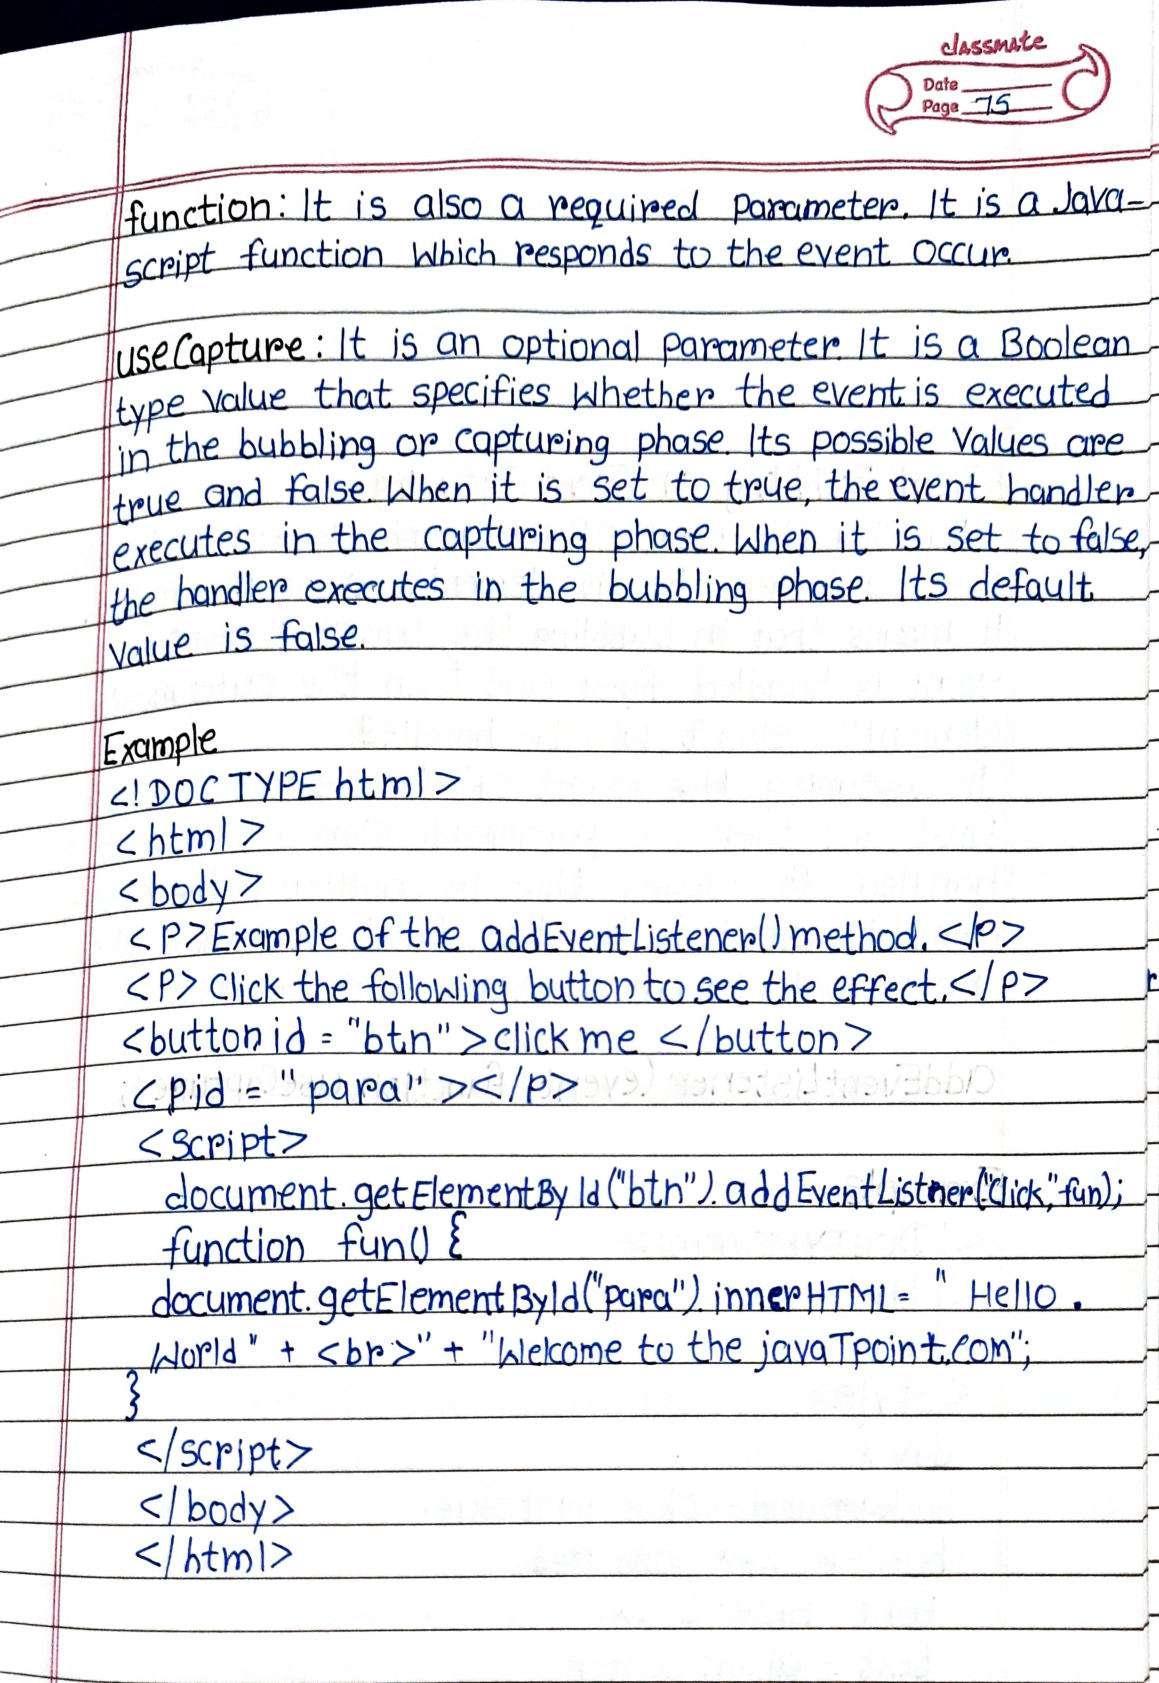 classmate
Date
Page 75
function: It is also a required parameter. It is a Java-
script function which responds to the event occur.
useCapture: It is an optional parameter. It is a Boolean
type value that specifies whether the event is executed
in the bubbling or capturing phase. Its possible values are
true and false. When it is set to true, the event handler
executes in the capturing phase. When it is set to false,
the handler executes in the bubbling phase. Its default
value is false.
Example
<!DOCTYPE html>
<html>
<body>
<P>Example of the addEventListener() method.</p>
<P> Click the following button to see the effect.</p>
<button id = "btn">click me </button>
<p id = "para"></p>
<script>
document.getElementById("btn").addEventListner("click",fun);
function fun() {
document.getElementById("para").innerHTML= " Hello .
World" + <br>" + "Welcome to the javaTpoint.com";
}
</script>
</body>
</html>